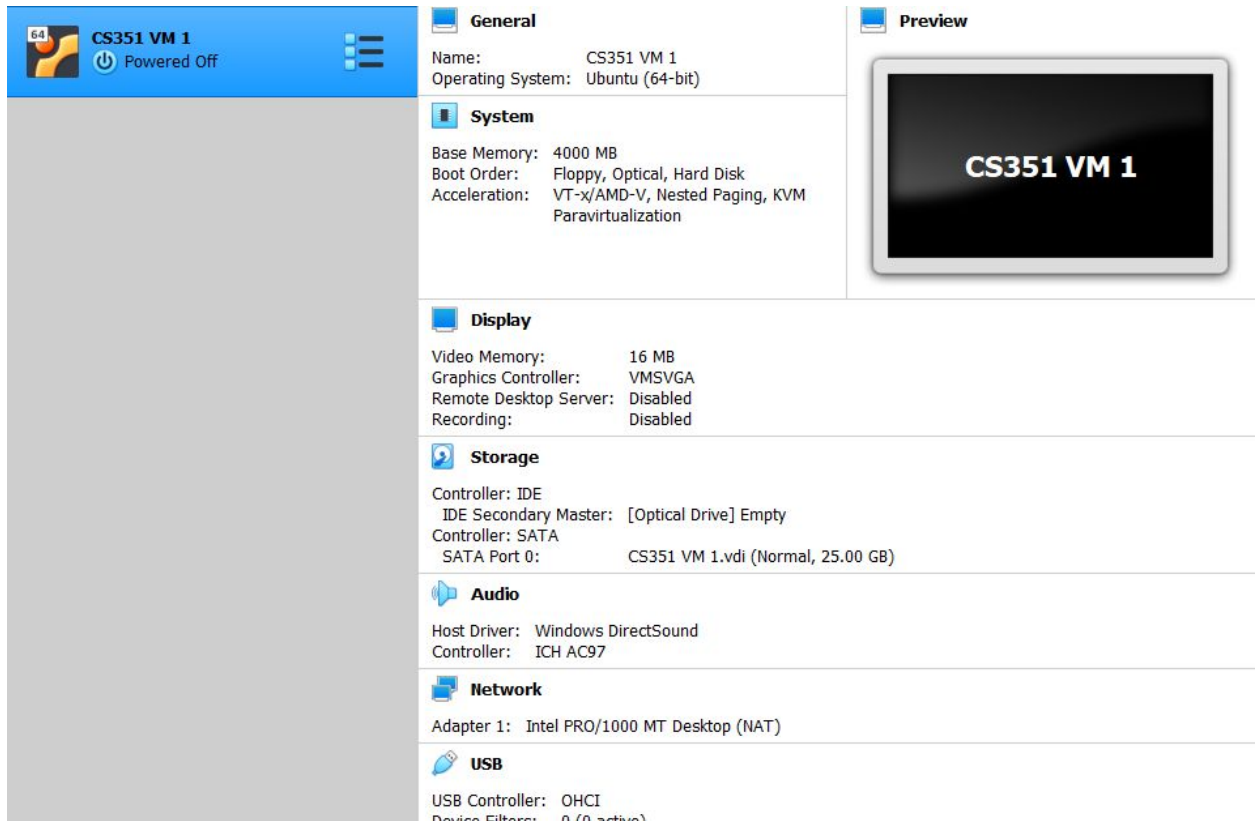 64
CS351 VM 1
Powered Off
General
Name: CS351 VM 1
Operating System: Ubuntu (64-bit)
Preview
CS351 VM 1
System
Base Memory: 4000 MB
Boot Order: Floppy, Optical, Hard Disk
Acceleration: VT-x/AMD-V, Nested Paging, KVM
Paravirtualization
Display
Video Memory: 16 MB
Graphics Controller: VMSVGA
Remote Desktop Server: Disabled
Recording: Disabled
Storage
Controller: IDE
IDE Secondary Master: [Optical Drive] Empty
Controller: SATA
SATA Port 0: CS351 VM 1.vdi (Normal, 25.00 GB)
Audio
Host Driver: Windows DirectSound
Controller: ICH AC97
Network
Adapter 1: Intel PRO/1000 MT Desktop (NAT)
USB
USB Controller: OHCI
Device Filters: 0 (0 active)